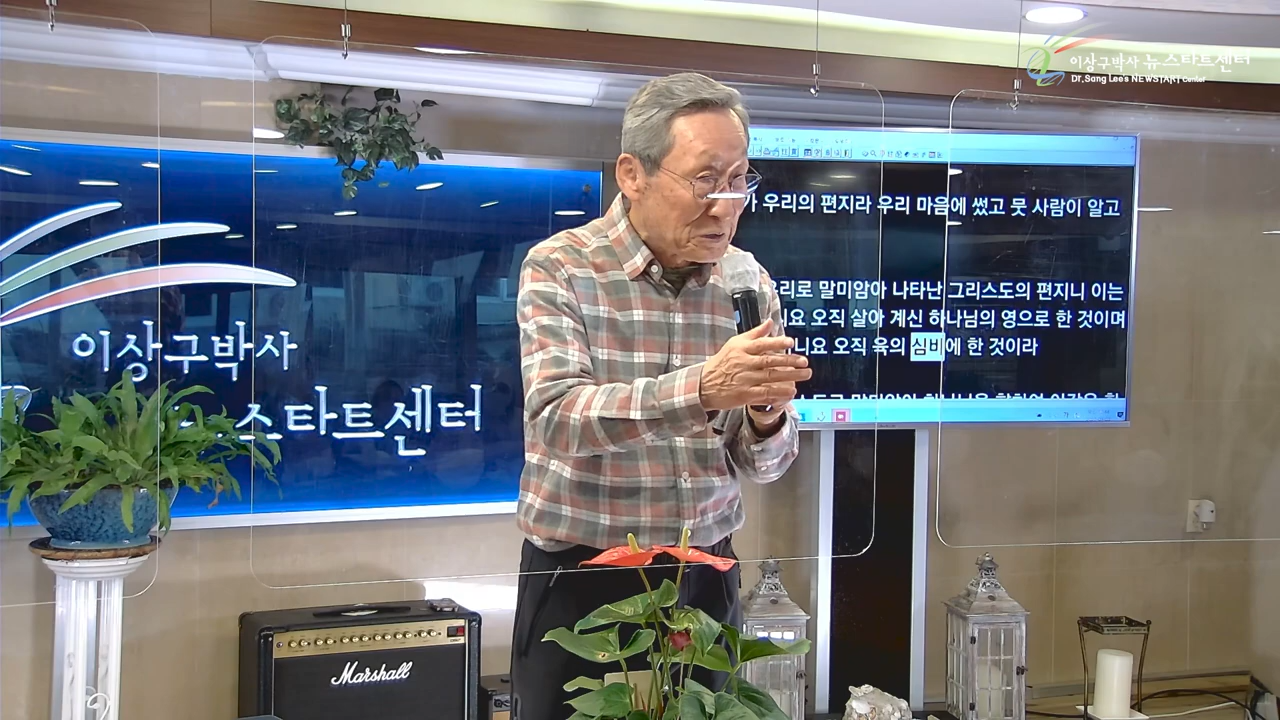 이상구박사 뉴스타트센터
Dr.Sang Lee's NEWSTART Center
우리의 편지라 우리 마음에 썼고 뭇 사람이 알고
우리로 말미암아 나타난 그리스도의 편지니 이는
오직 살아 계신 하나님의 영으로 한 것이며
아니요 오직 육의 심비에 한 것이라
이상구박사
스타트센터
Marshall